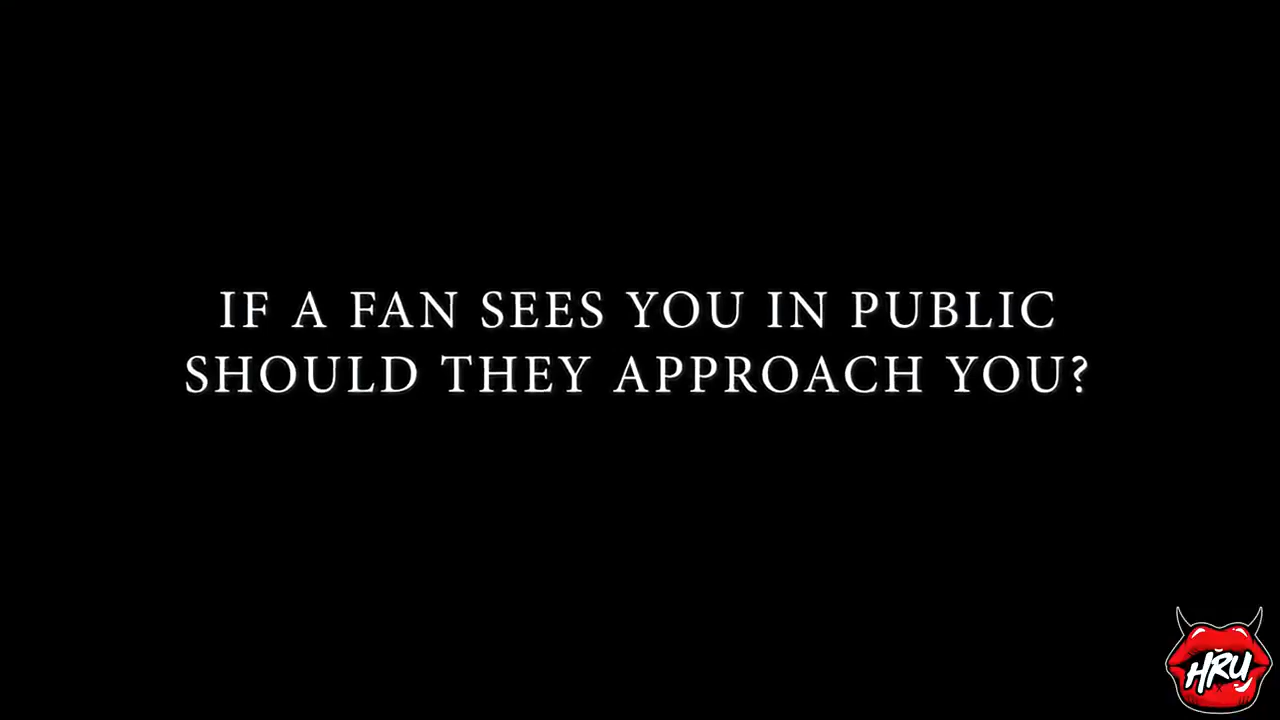 IF A FAN SEES YOU IN PUBLIC
SHOULD THEY APPROACH YOU?
HRU